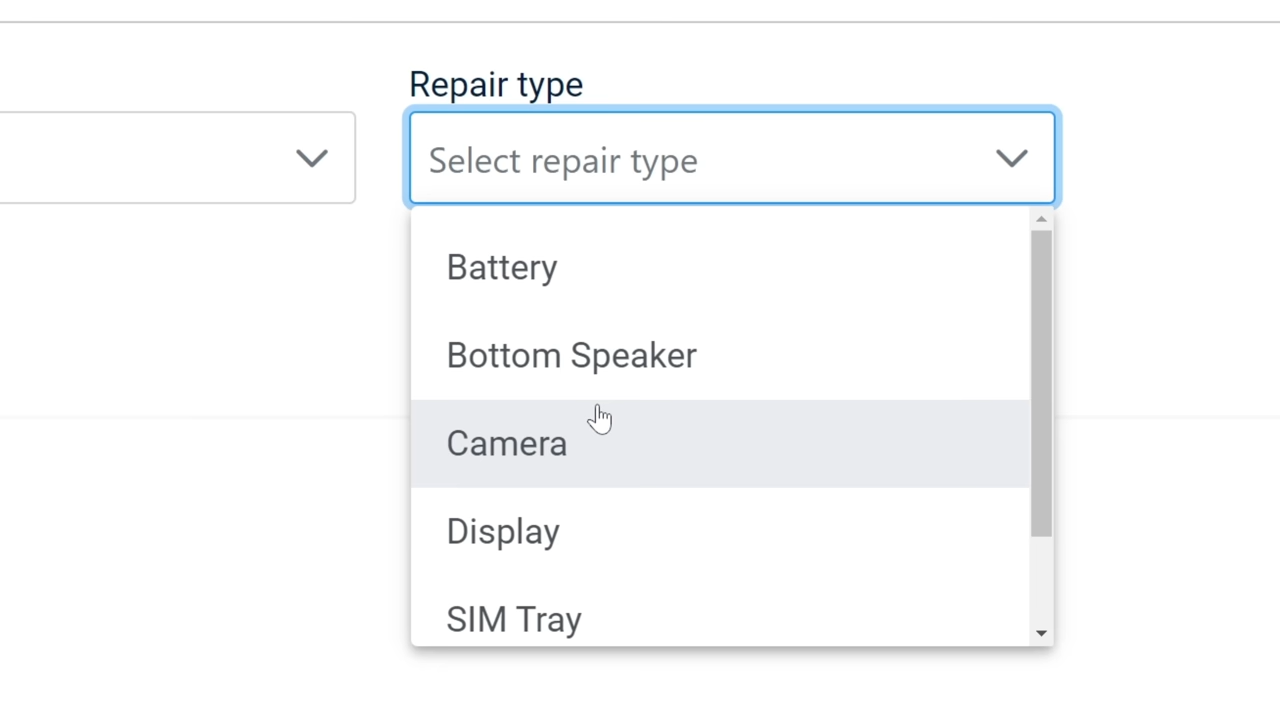 Repair type
Select repair type
Battery
Bottom Speaker
Camera
Display
SIM Tray